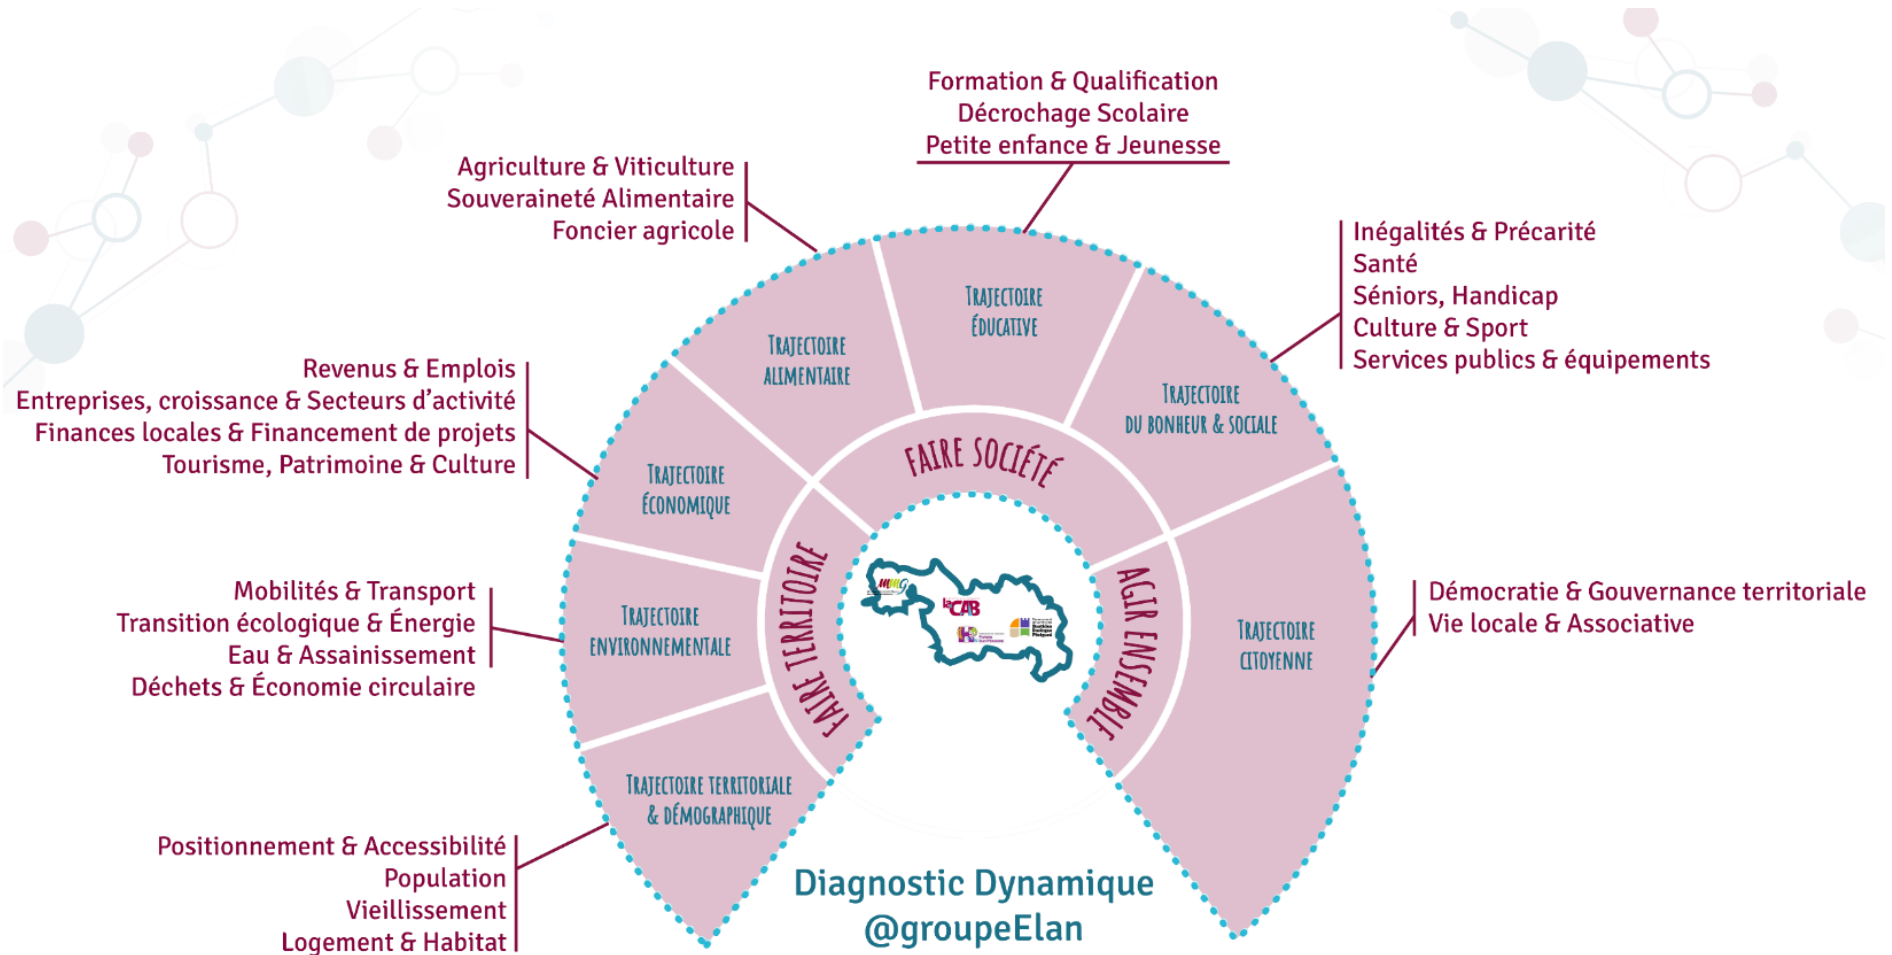 Formation & Qualification
Décrochage Scolaire
Petite enfance & Jeunesse
Agriculture & Viticulture
Souveraineté Alimentaire
Foncier agricole
Inégalités & Précarité
Santé
Séniors, Handicap
Culture & Sport
Services publics & équipements
Revenus & Emplois
Entreprises, croissance & Secteurs d'activité
Finances locales & Financement de projets
Tourisme, Patrimoine & Culture
Mobilités & Transport
Transition écologique & Énergie
Eau & Assainissement
Déchets & Économie circulaire
Positionnement & Accessibilité
Population
Vieillissement
Logement & Habitat
Démocratie & Gouvernance territoriale
Vie locale & Associative
TRAJECTOIRE
ÉDUCATIVE
TRAJECTOIRE
ALIMENTAIRE
TRAJECTOIRE
DU BONHEUR & SOCIALE
TRAJECTOIRE
ÉCONOMIQUE
TRAJECTOIRE
ENVIRONNEMENTALE
TRAJECTOIRE TERRITORIALE
& DÉMOGRAPHIQUE
TRAJECTOIRE
CITOYENNE
FAIRE SOCIÉTÉ
FAIRE TERRITOIRE
AGIR ENSEMBLE
mmg
la CAB
Diagnostic Dynamique
@groupeElan